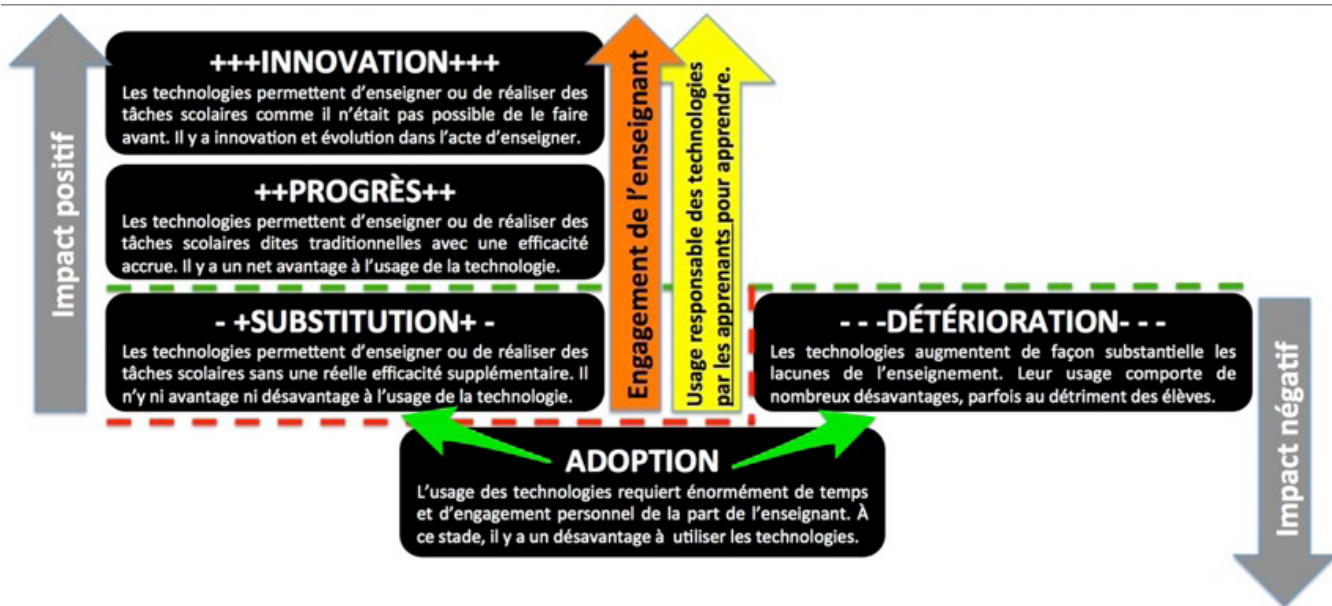 Impact positif
+++INNOVATION+++
Les technologies permettent d'enseigner ou de réaliser des
tâches scolaires comme il n'était pas possible de le faire
avant. Il y a innovation et évolution dans l'acte d'enseigner.
++PROGRÈS++
Les technologies permettent d'enseigner ou de réaliser des
tâches scolaires dites traditionnelles avec une efficacité
accrue. Il y a un net avantage à l'usage de la technologie.
- +SUBSTITUTION+ -
Les technologies permettent d'enseigner ou de réaliser des
tâches scolaires sans une réelle efficacité supplémentaire. Il
n'y ni avantage ni désavantage à l'usage de la technologie.
Engagement de l'enseignant
Usage responsable des technologies
par les apprenants pour apprendre.
- - -DÉTÉRIORATION- - -
Les technologies augmentent de façon substantielle les
lacunes de l'enseignement. Leur usage comporte de
nombreux désavantages, parfois au détriment des élèves.
Impact négatif
ADOPTION
L'usage des technologies requiert énormément de temps
et d'engagement personnel de la part de l'enseignant. À
ce stade, il y a un désavantage à utiliser les technologies.